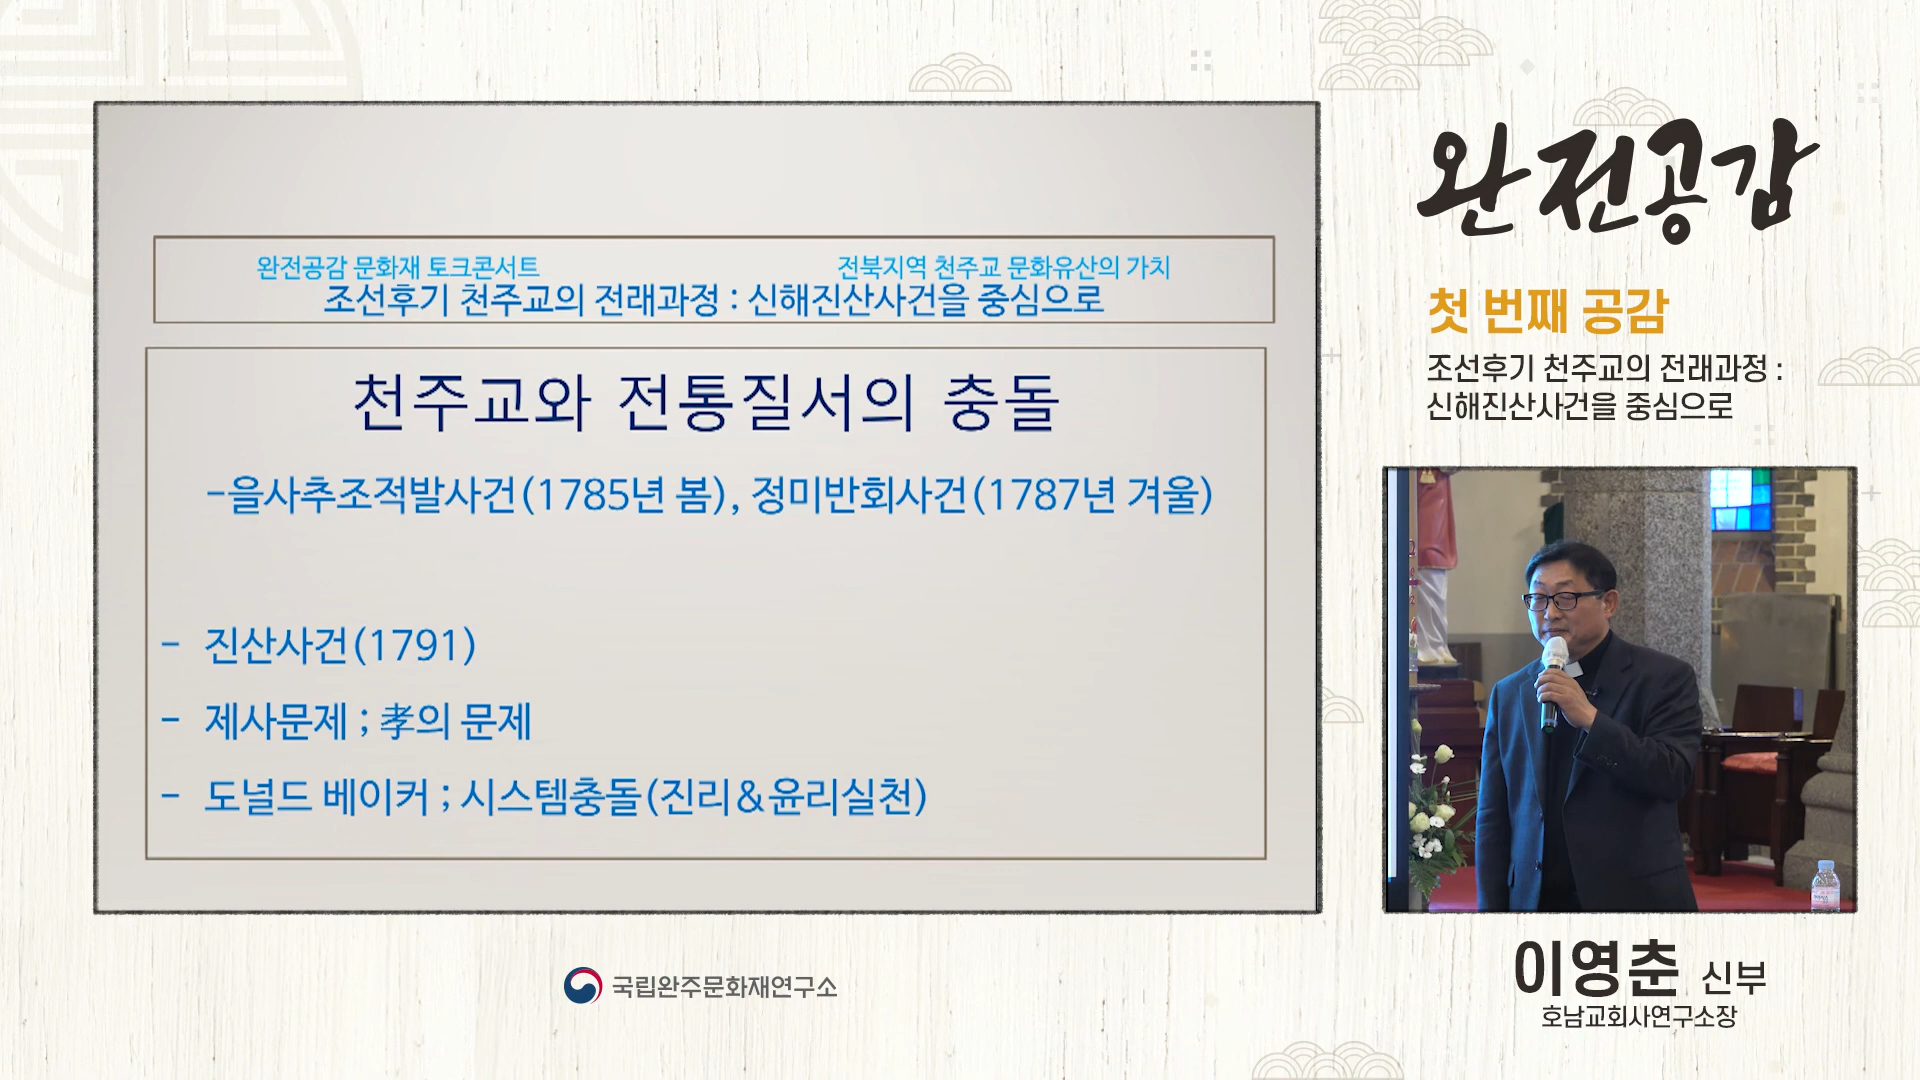 완전공감 문화재 토크콘서트 전북지역 천주교 문화유산의 가치
조선후기 천주교의 전래과정 : 신해진산사건을 중심으로
천주교와 전통질서의 충돌
-을사추조적발사건(1785년 봄), 정미반회사건(1787년 겨울)
- 진산사건(1791)
- 제사문제 ; 孝의 문제
- 도널드 베이커 ; 시스템충돌(진리&윤리실천)
완전공감
첫 번째 공감
조선후기 천주교의 전래과정 :
신해진산사건을 중심으로
이영춘 신부
호남교회사연구소장
국립완주문화재연구소